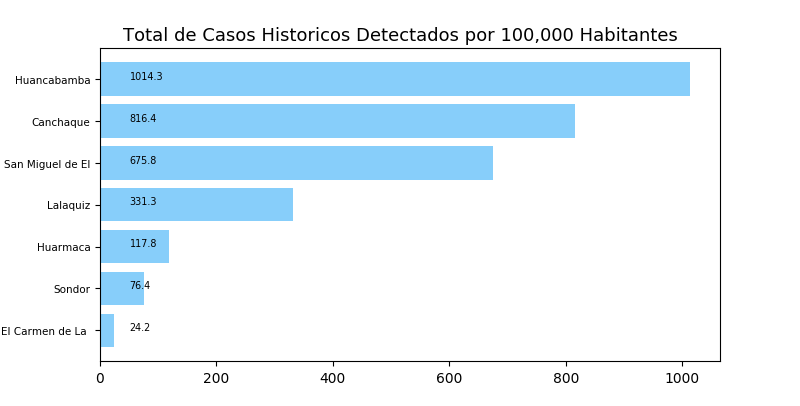 Total de Casos Historicos Detectados por 100,000 Habitantes
Huancabamba 1014.3
Canchaque 816.4
San Miguel de El 675.8
Lalaquiz 331.3
Huarmaca 117.8
Sondor 76.4
El Carmen de La 24.2
0 200 400 600 800 1000